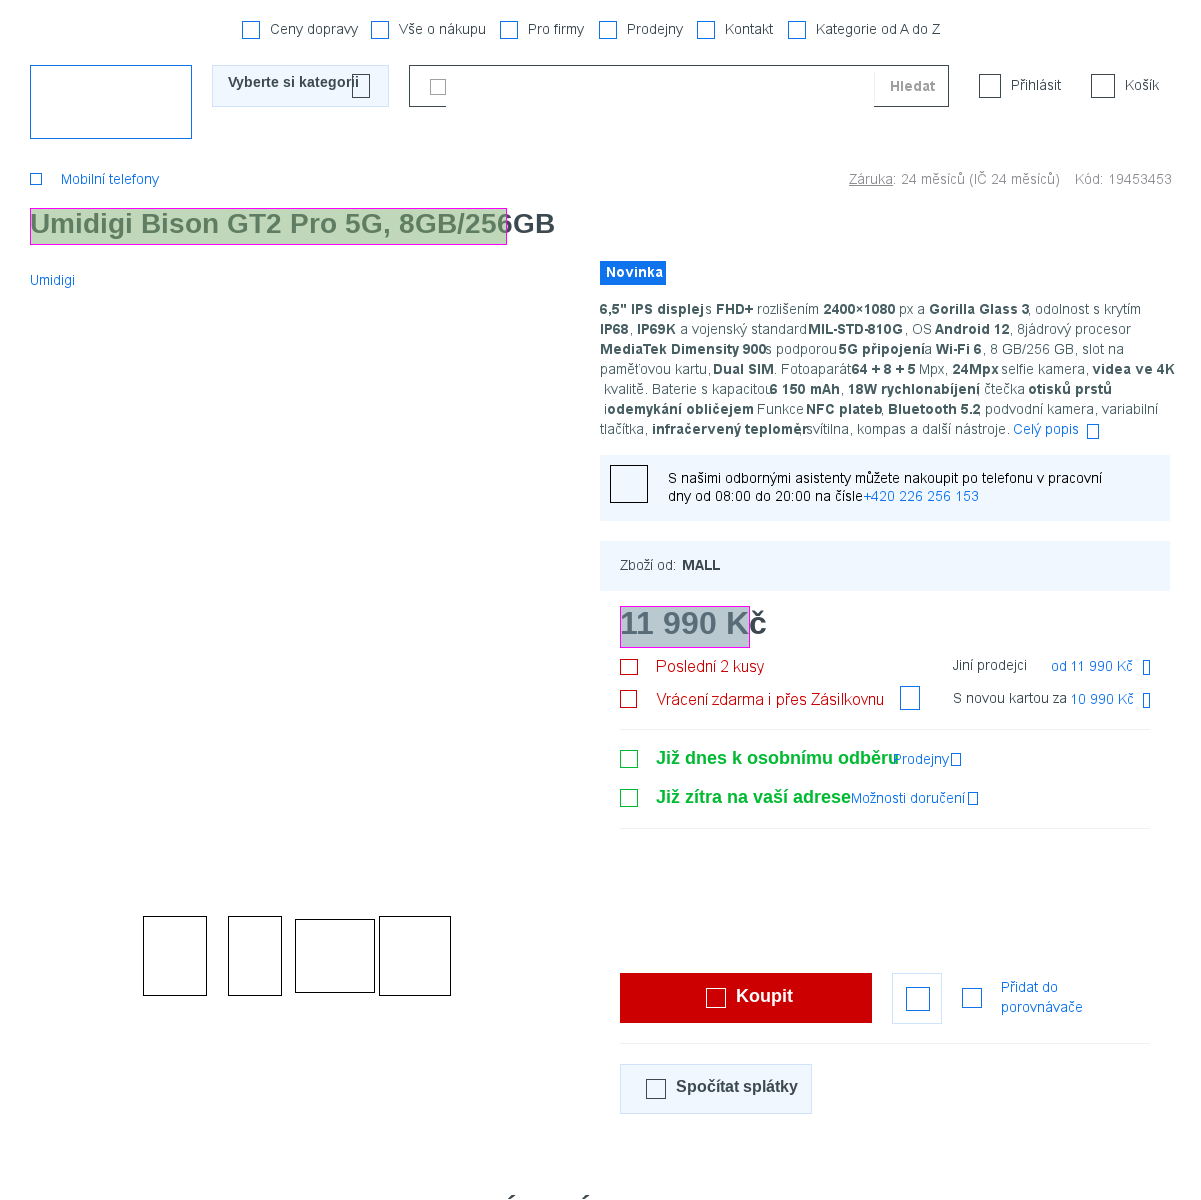 Ceny dopravy Vše o nákupu Pro firmy Prodejny Kontakt Kategorie od A do Z
Vyberte si kategorii Hledat Přihlásit Košík
Mobilní telefony Záruka: 24 měsíců (IČ 24 měsíců) Kód: 19453453
Umidigi Bison GT2 Pro 5G, 8GB/256GB
Umidigi
Novinka
6,5" IPS displej s FHD+ rozlišením 2400×1080 px a Gorilla Glass 3, odolnost s krytím
IP68, IP69K a vojenský standard MIL-STD-810G, OS Android 12, 8jádrový procesor
MediaTek Dimensity 900 s podporou 5G připojení a Wi-Fi 6, 8 GB/256 GB, slot na
paměťovou kartu, Dual SIM. Fotoaparát 64 + 8 + 5 Mpx, 24Mpx selfie kamera, videa ve 4K
kvalitě. Baterie s kapacitou 6 150 mAh, 18W rychlonabíjení, čtečka otisků prstů
i odemykání obličejem. Funkce NFC plateb, Bluetooth 5.2, podvodní kamera, variabilní
tlačítka, infračervený teploměr, svítilna, kompas a další nástroje. Celý popis
S našimi odbornými asistenty můžete nakoupit po telefonu v pracovní
dny od 08:00 do 20:00 na čísle +420 226 256 153
Zboží od: MALL
11 990 Kč
Poslední 2 kusy
Jiní prodejci od 11 990 Kč
Vrácení zdarma i přes Zásilkovnu
S novou kartou za 10 990 Kč
Již dnes k osobnímu odběru Prodejny
Již zítra na vaší adrese Možnosti doručení
Koupit
Přidat do
porovnávače
Spočítat splátky